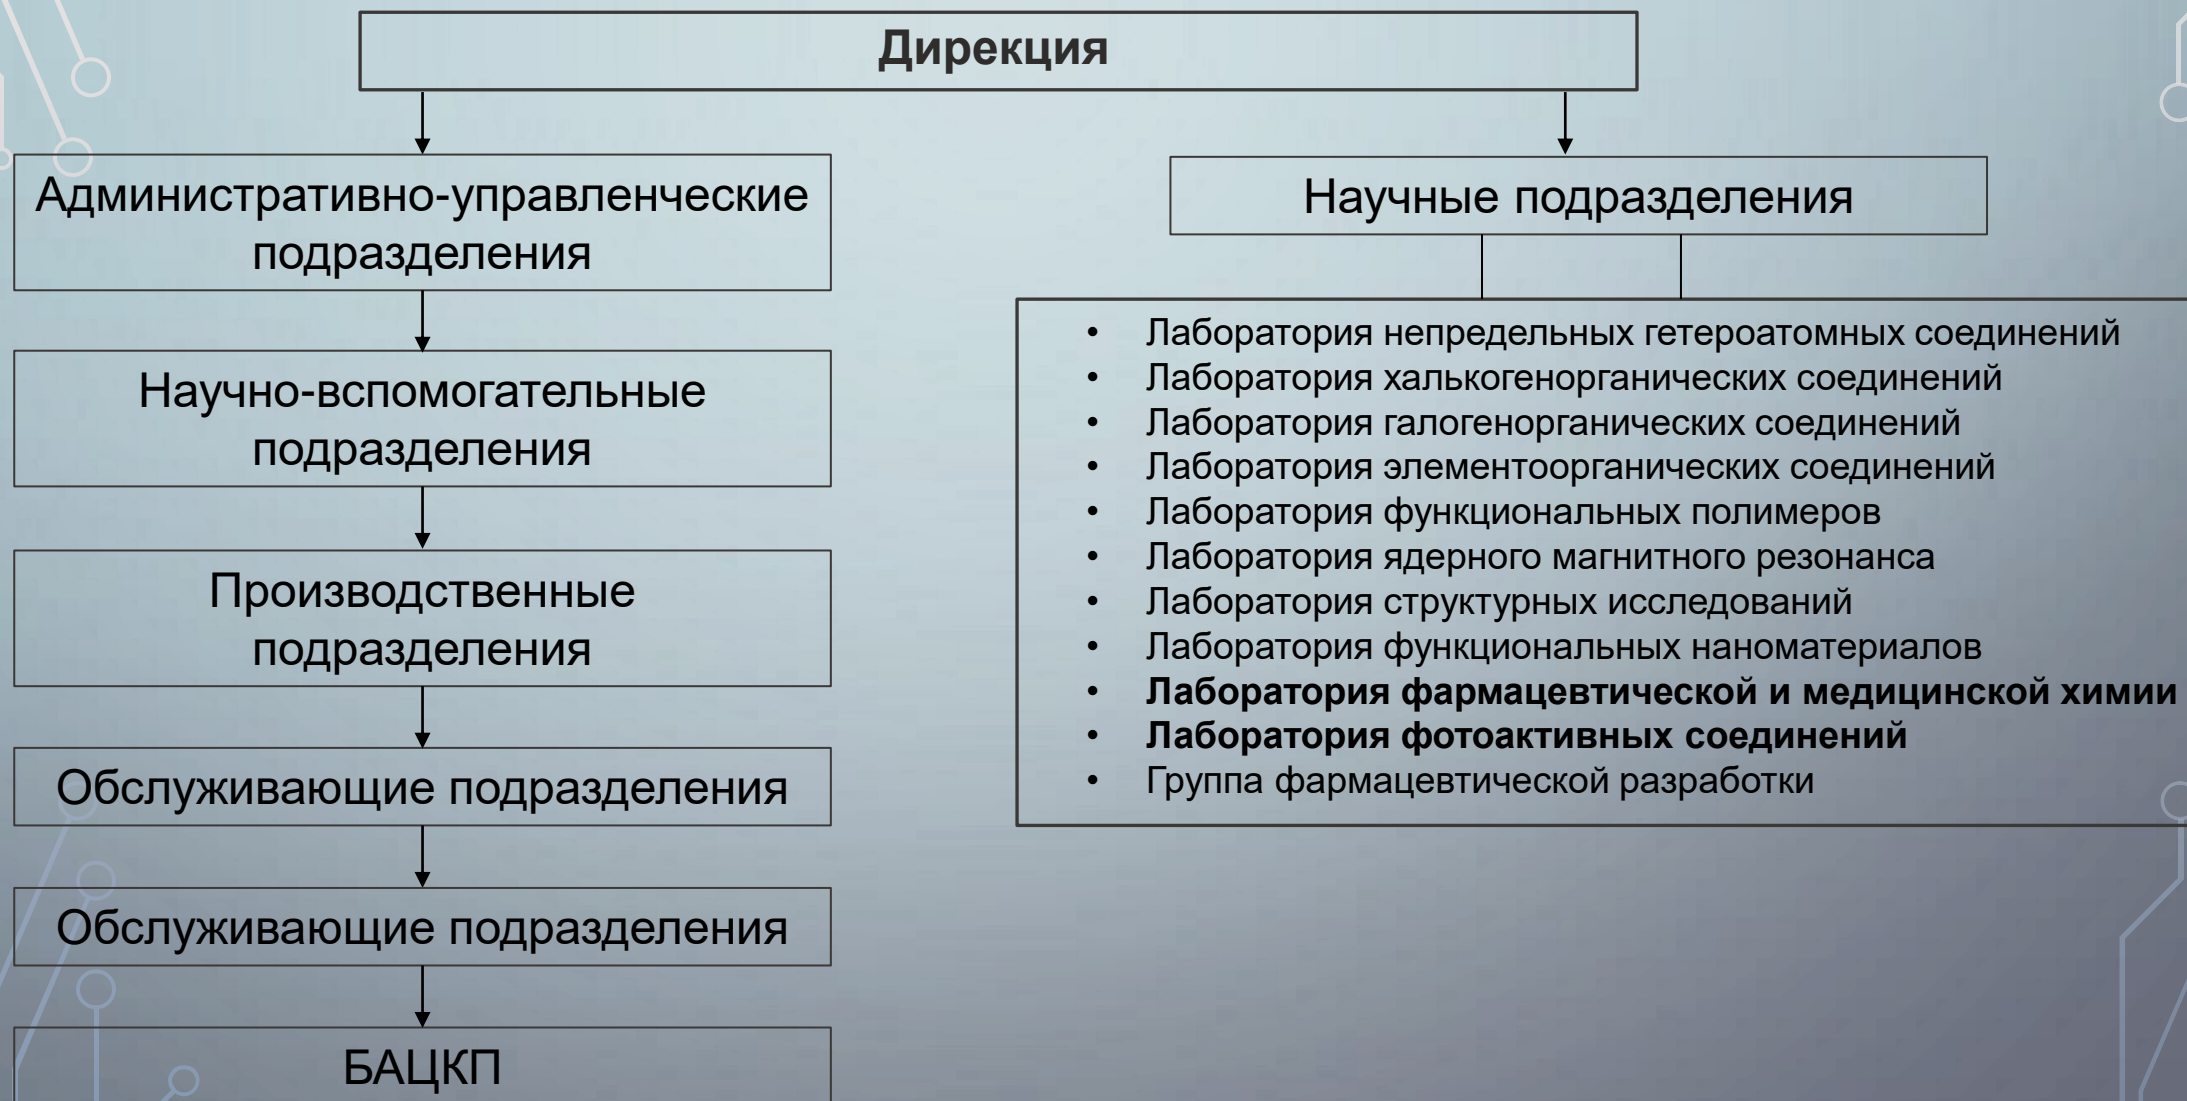 Дирекция
Административно-управленческие
подразделения
Научно-вспомогательные
подразделения
Производственные
подразделения
Обслуживающие подразделения
Обслуживающие подразделения
БАЦКП
Научные подразделения
• Лаборатория непредельных гетероатомных соединений
• Лаборатория халькогенорганических соединений
• Лаборатория галогенорганических соединений
• Лаборатория элементоорганических соединений
• Лаборатория функциональных полимеров
• Лаборатория ядерного магнитного резонанса
• Лаборатория структурных исследований
• Лаборатория функциональных наноматериалов
• Лаборатория фармацевтической и медицинской химии
• Лаборатория фотоактивных соединений
• Группа фармацевтической разработки